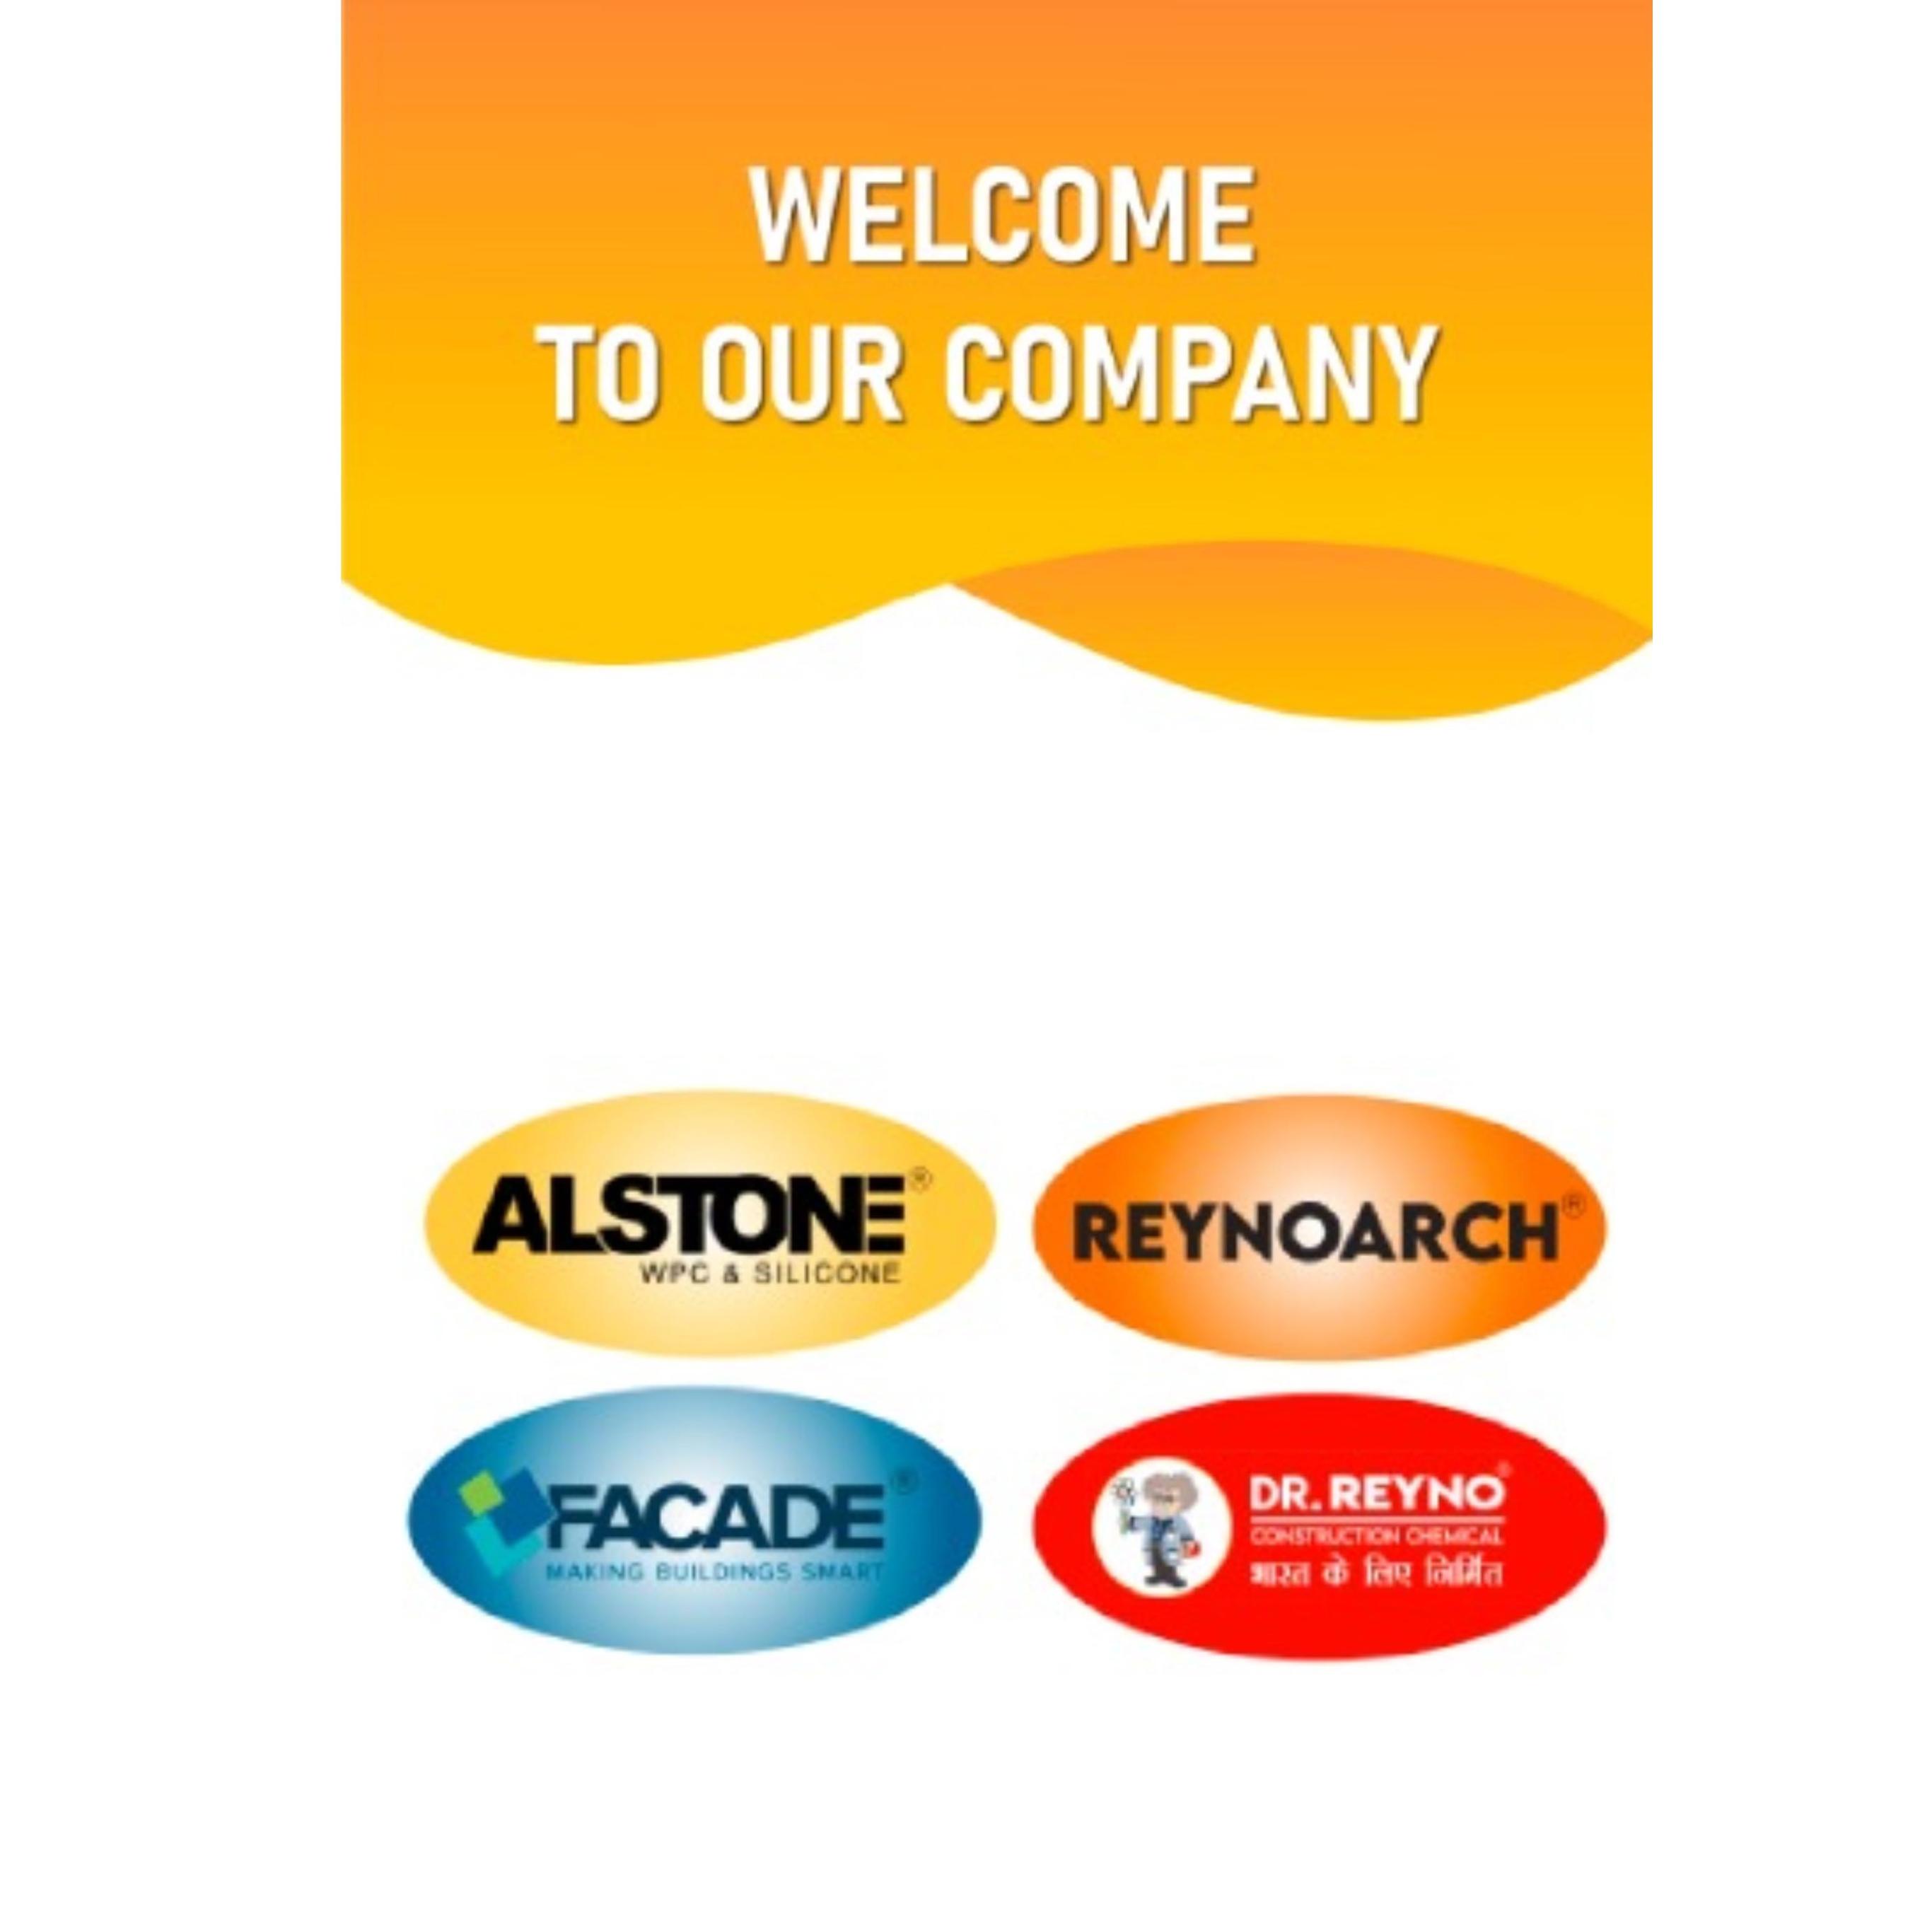 WELCOME
TO OUR COMPANY
ALSTONE®
WPC & SILICONE
REYNOARCH®
FACADE®
MAKING BUILDINGS SMART
DR. REYNO®
CONSTRUCTION CHEMICAL
भारत के लिए निर्मित